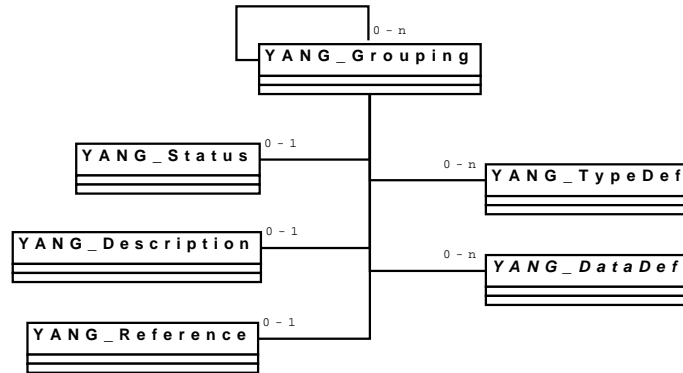 0-n
YANG_Grouping
0-1
YANG_Status
0-n
YANG_TypeDef
0-1
YANG_Description
0-n
YANG_DataDef
0-1
YANG_Reference